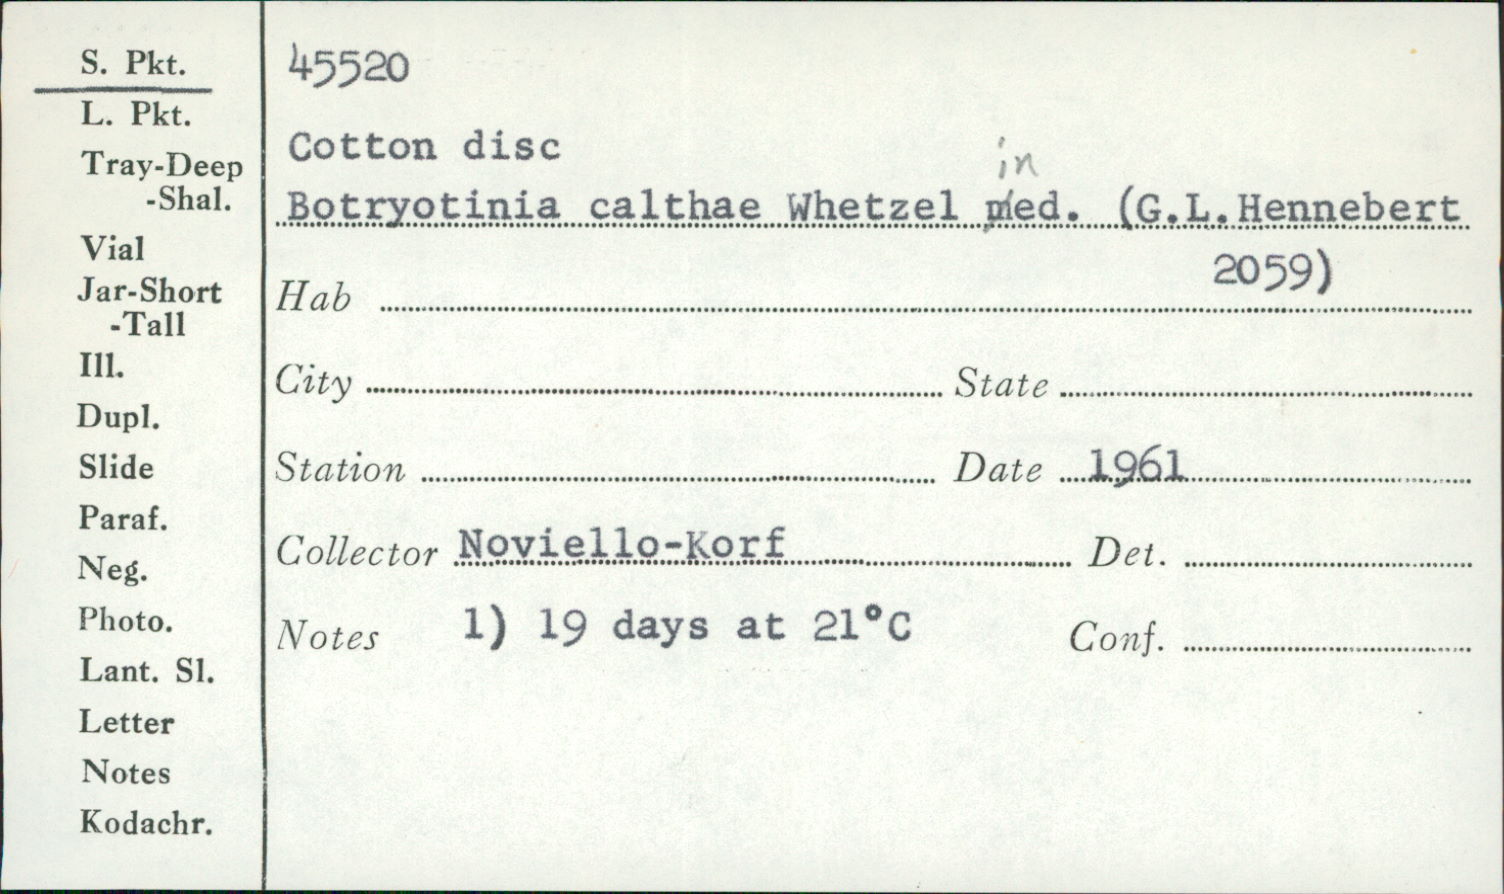 S. Pkt.
L. Pkt.
Tray-Deep
-Shal.
Vial
Jar-Short
-Tall
Ill.
Dupl.
Slide
Paraf.
Neg.
Photo.
Lant. Sl.
Letter
Notes
Kodachr.
45520
Cotton disc
in
Botryotinia calthae Whetzel med. (G.L.Hennebert
2059)
Hab
City State
Station Date 1961
Collector Noviello-Korf Det.
Notes 1) 19 days at 21°C Conf.